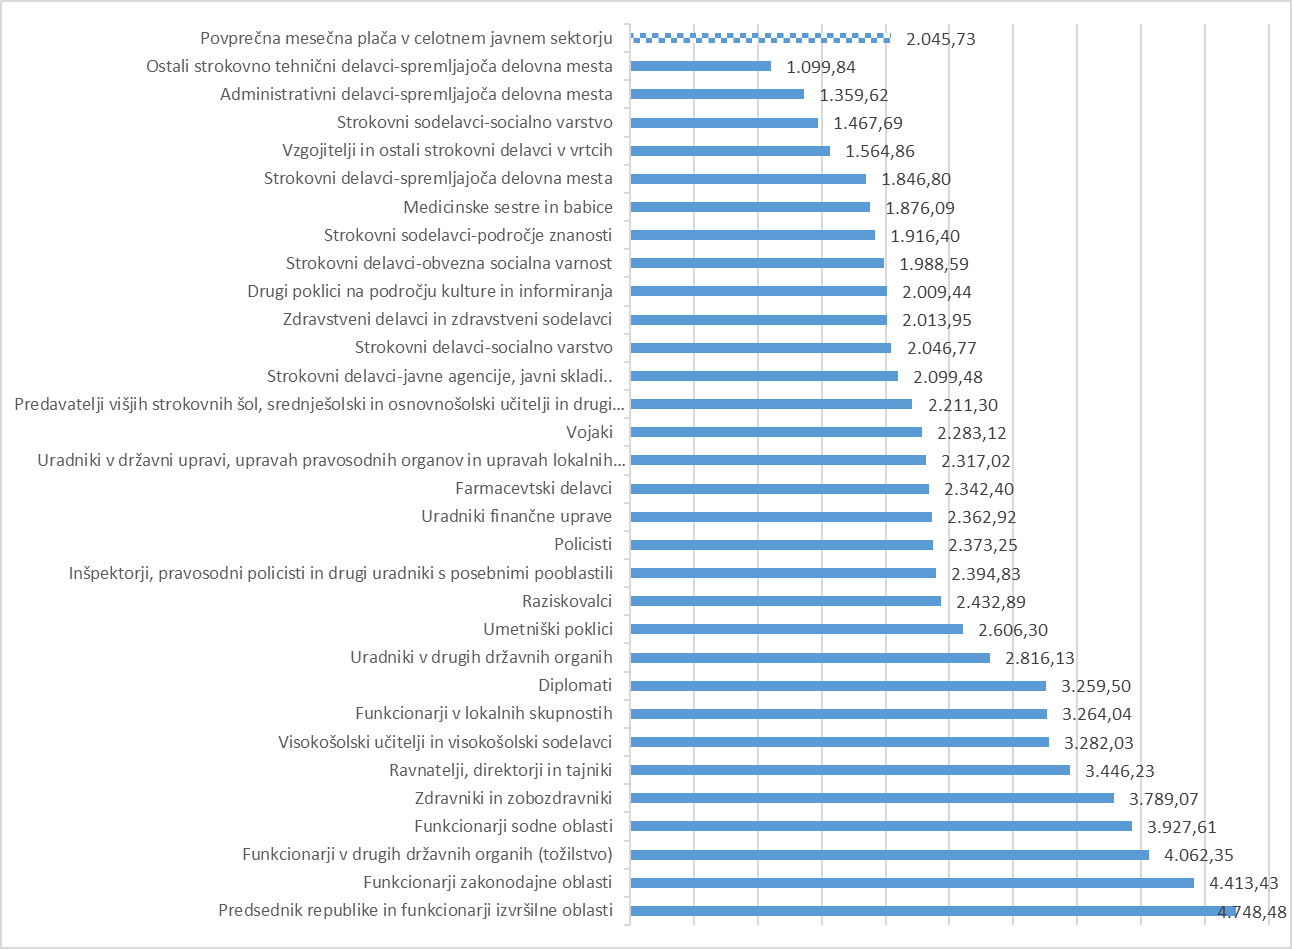 Povprečna mesečna plača v celotnem javnem sektorju 2.045,73
Ostali strokovno tehnični delavci-spremljajoča delovna mesta 1.099,84
Administrativni delavci-spremljajoča delovna mesta 1.359,62
Strokovni sodelavci-socialno varstvo 1.467,69
Vzgojitelji in ostali strokovni delavci v vrtcih 1.564,86
Strokovni delavci-spremljajoča delovna mesta 1.846,80
Medicinske sestre in babice 1.876,09
Strokovni sodelavci-področje znanosti 1.916,40
Strokovni delavci-obvezna socialna varnost 1.988,59
Drugi poklici na področju kulture in informiranja 2.009,44
Zdravstveni delavci in zdravstveni sodelavci 2.013,95
Strokovni delavci-socialno varstvo 2.046,77
Strokovni delavci-javne agencije, javni skladi.. 2.099,48
Predavatelji višjih strokovnih šol, srednješolski in osnovnošolski učitelji in drugi… 2.211,30
Vojaki 2.283,12
Uradniki v državni upravi, upravah pravosodnih organov in upravah lokalnih… 2.317,02
Farmacevtski delavci 2.342,40
Uradniki finančne uprave 2.362,92
Policisti 2.373,25
Inšpektorji, pravosodni policisti in drugi uradniki s posebnimi pooblastili 2.394,83
Raziskovalci 2.432,89
Umetniški poklici 2.606,30
Uradniki v drugih državnih organih 2.816,13
Diplomati 3.259,50
Funkcionarji v lokalnih skupnostih 3.264,04
Visokošolski učitelji in visokošolski sodelavci 3.282,03
Ravnatelji, direktorji in tajniki 3.446,23
Zdravniki in zobozdravniki 3.789,07
Funkcionarji sodne oblasti 3.927,61
Funkcionarji v drugih državnih organih (tožilstvo) 4.062,35
Funkcionarji zakonodajne oblasti 4.413,43
Predsednik republike in funkcionarji izvršilne oblasti 4.748,48